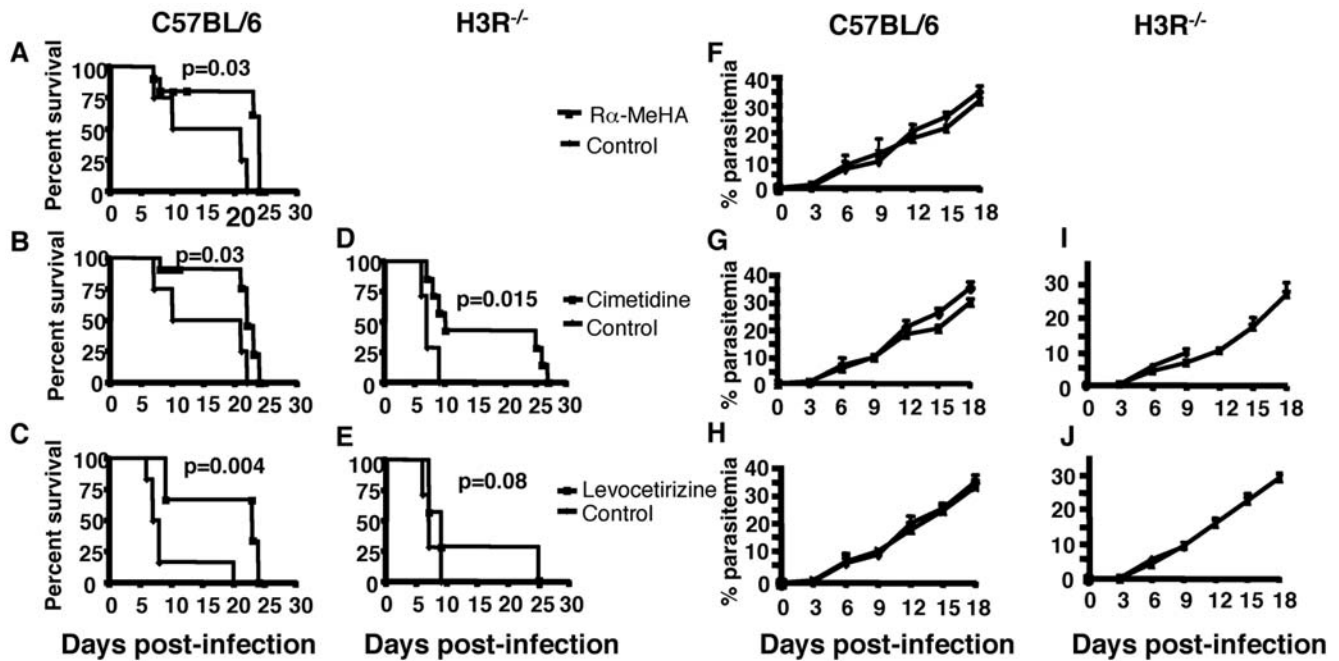 C57BL/6 H3R-/- C57BL/6 H3R-/-
A
Percent survival
100
75
50
25
0
p=0.03
0 5 10 15 20 25 30
Rα-MeHA
Control
F
% parasitemia
40
30
20
10
0
0 3 6 9 12 15 18
B
Percent survival
100
75
50
25
0
p=0.03
0 5 10 15 20 25 30
D
100
75
50
25
0
p=0.015
0 5 10 15 20 25 30
Cimetidine
Control
G
% parasitemia
40
30
20
10
0
0 3 6 9 12 15 18
I
30
20
10
0
0 3 6 9 12 15 18
C
Percent survival
100
75
50
25
0
p=0.004
0 5 10 15 20 25 30
E
100
75
50
25
0
p=0.08
0 5 10 15 20 25 30
Levocetirizine
Control
H
% parasitemia
40
30
20
10
0
0 3 6 9 12 15 18
J
30
20
10
0
0 3 6 9 12 15 18
Days post-infection Days post-infection Days post-infection Days post-infection